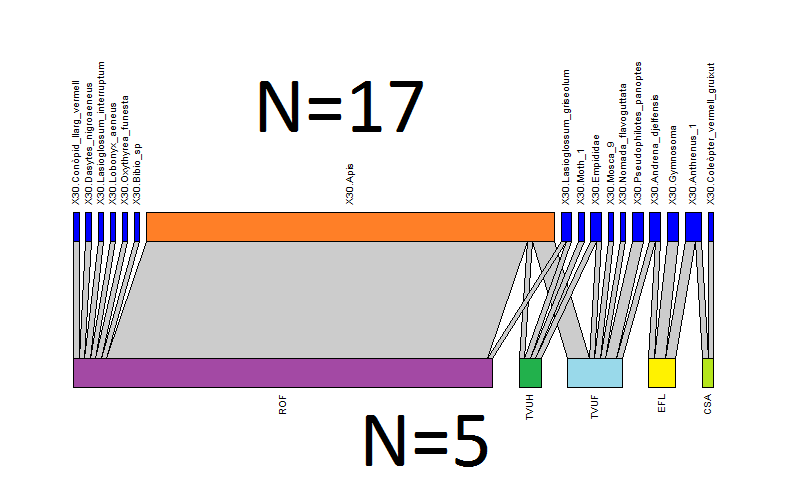 N=17
X30.Conòpid_llarg_vermell
X30.Dasytes_nigroaeneus
X30.Lasioglossum_interruptum
X30.Lobonyx_aeneus
X30.Oxythyrea_funesta
X30.Bibio_sp
X30.Apis
X30.Lasioglossum_griseolum
X30.Moth_1
X30.Empididae
X30.Mosca_9
X30.Nomada_flavoguttata
X30.Pseudophilotes_panoptes
X30.Andrena_djelfensis
X30.Gymnosoma
X30.Anthrenus_1
X30.Coleòpter_vermell_gruixut
ROF
TVUH
TVUF
EFL
CSA
N=5